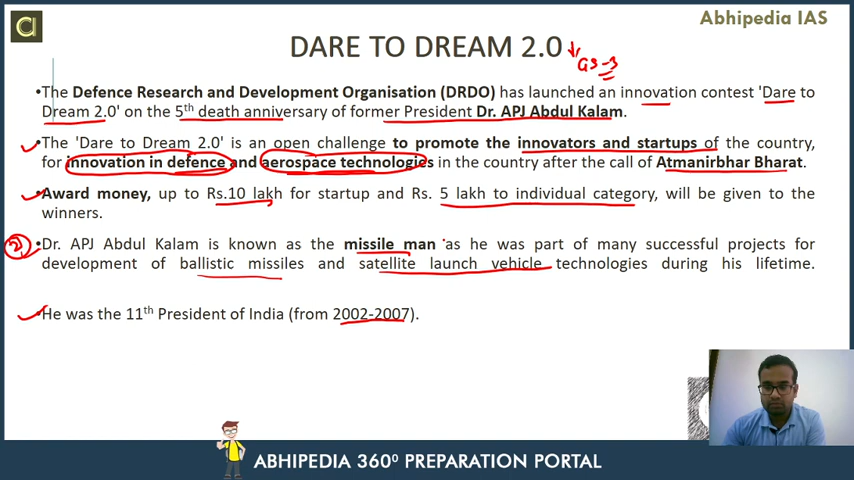 Abhipedia IAS
a
DARE TO DREAM 2.0
GS-3
•The Defence Research and Development Organisation (DRDO) has launched an innovation contest 'Dare to
Dream 2.0' on the 5th death anniversary of former President Dr. APJ Abdul Kalam.
•The 'Dare to Dream 2.0' is an open challenge to promote the innovators and startups of the country,
for innovation in defence and aerospace technologies in the country after the call of Atmanirbhar Bharat.
•Award money, up to Rs.10 lakh for startup and Rs. 5 lakh to individual category, will be given to the
winners.
2)
•Dr. APJ Abdul Kalam is known as the missile man as he was part of many successful projects for
development of ballistic missiles and satellite launch vehicle technologies during his lifetime.
•He was the 11th President of India (from 2002-2007).
ABHIPEDIA 360⁰ PREPARATION PORTAL